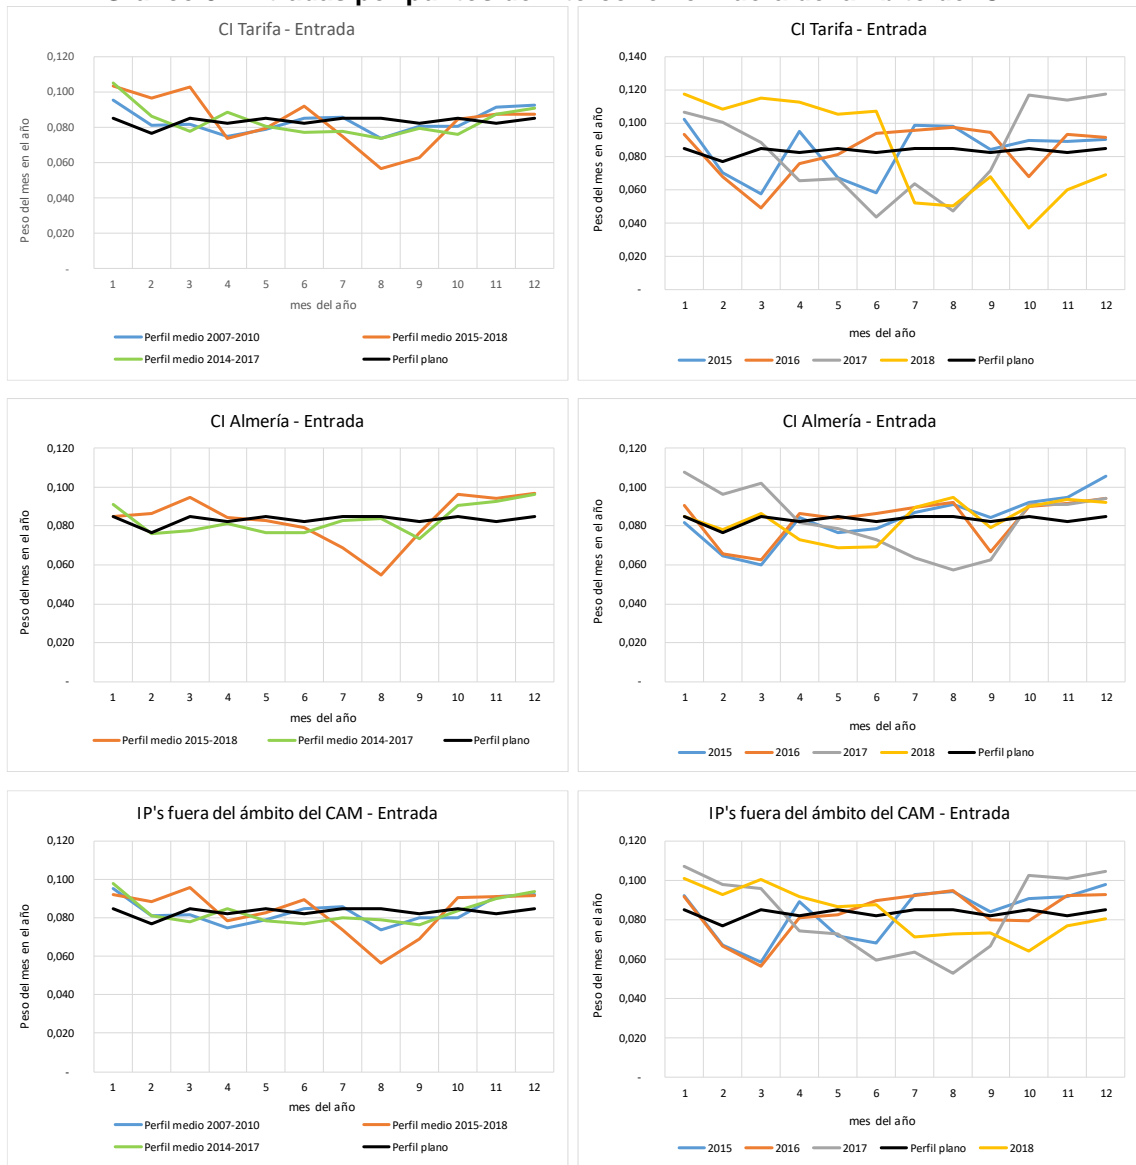 CI Tarifa - Entrada
Peso del mes en el año
0,120
0,100
0,080
0,060
0,040
0,020
-
1 2 3 4 5 6 7 8 9 10 11 12
mes del año
Perfil medio 2007-2010 Perfil medio 2015-2018
Perfil medio 2014-2017 Perfil plano
CI Tarifa - Entrada
Peso del mes en el año
0,140
0,120
0,100
0,080
0,060
0,040
0,020
-
1 2 3 4 5 6 7 8 9 10 11 12
mes del año
2015 2016 2017 2018 Perfil plano
CI Almería - Entrada
Peso del mes en el año
0,120
0,100
0,080
0,060
0,040
0,020
-
1 2 3 4 5 6 7 8 9 10 11 12
mes del año
Perfil medio 2015-2018 Perfil medio 2014-2017 Perfil plano
CI Almería - Entrada
Peso del mes en el año
0,120
0,100
0,080
0,060
0,040
0,020
-
1 2 3 4 5 6 7 8 9 10 11 12
mes del año
2015 2016 2017 2018 Perfil plano
IP's fuera del ámbito del CAM - Entrada
Peso del mes en el año
0,120
0,100
0,080
0,060
0,040
0,020
-
1 2 3 4 5 6 7 8 9 10 11 12
mes del año
Perfil medio 2007-2010 Perfil medio 2015-2018
Perfil medio 2014-2017 Perfil plano
IP's fuera del ámbito del CAM - Entrada
Peso del mes en el año
0,120
0,100
0,080
0,060
0,040
0,020
-
1 2 3 4 5 6 7 8 9 10 11 12
mes del año
2015 2016 2017 Perfil plano 2018